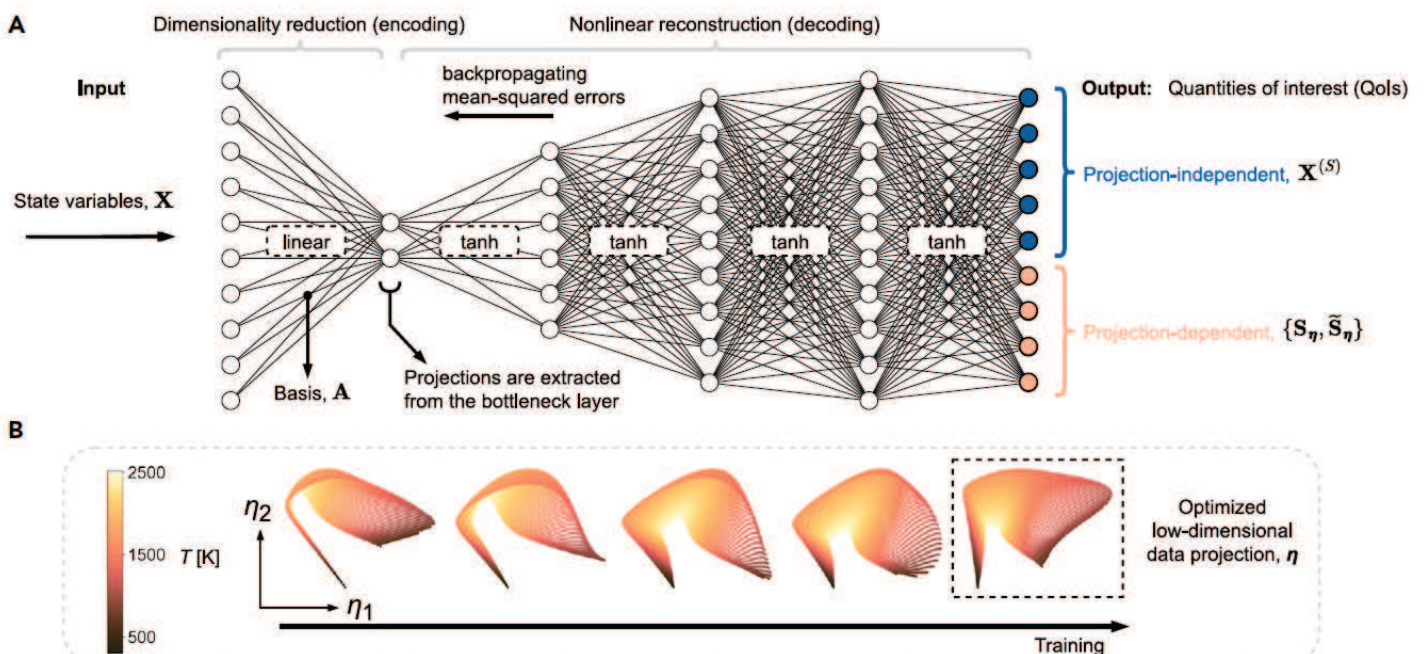 A
Dimensionality reduction (encoding)
Nonlinear reconstruction (decoding)
Input
backpropagating
mean-squared errors
Output: Quantities of interest (QoIs)
State variables, X
linear
tanh
tanh
tanh
tanh
Projection-independent, X^(S)
Projection-dependent, {S_η, S̃_η}
Basis, A
Projections are extracted
from the bottleneck layer
B
2500
1500
500
T [K]
η2
η1
Optimized
low-dimensional
data projection, η
Training